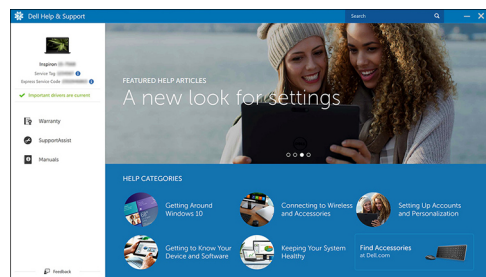 Dell Help & Support
Search
Inspiron
Service Tag
Express Service Code
Important drivers are current
Warranty
SupportAssist
Manuals
Feedback
FEATURED HELP ARTICLES
A new look for settings
HELP CATEGORIES
Getting Around
Windows 10
Connecting to Wireless
and Accessories
Setting Up Accounts
and Personalization
Getting to Know Your
Device and Software
Keeping Your System
Healthy
Find Accessories
at Dell.com